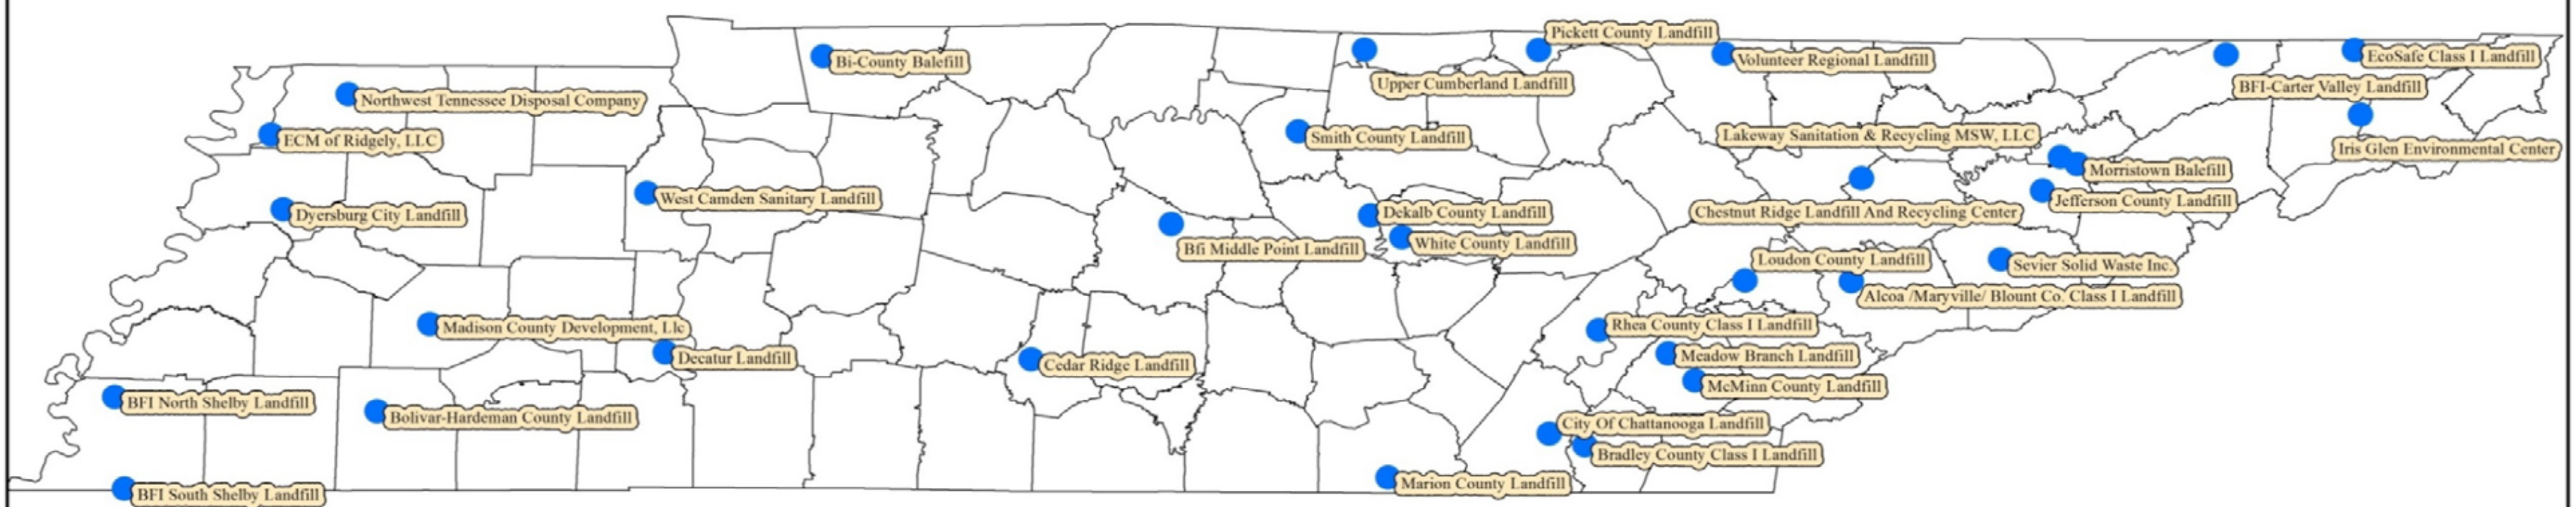 Pickett County Landfill
Bi-County Balefill
Volunteer Regional Landfill
EcoSafe Class I Landfill
Upper Cumberland Landfill
BFI-Carter Valley Landfill
Northwest Tennessee Disposal Company
ECM of Ridgely, LLC
Smith County Landfill
Lakeway Sanitation & Recycling MSW, LLC
Iris Glen Environmental Center
Morristown Balefill
West Camden Sanitary Landfill
Jefferson County Landfill
Dyersburg City Landfill
Dekalb County Landfill
Chestnut Ridge Landfill And Recycling Center
Bfi Middle Point Landfill
White County Landfill
Loudon County Landfill
Sevier Solid Waste Inc.
Alcoa /Maryville/ Blount Co. Class I Landfill
Madison County Development, Llc
Rhea County Class I Landfill
Decatur Landfill
Cedar Ridge Landfill
Meadow Branch Landfill
McMinn County Landfill
BFI North Shelby Landfill
Bolivar-Hardeman County Landfill
City Of Chattanooga Landfill
Bradley County Class I Landfill
Marion County Landfill
BFI South Shelby Landfill